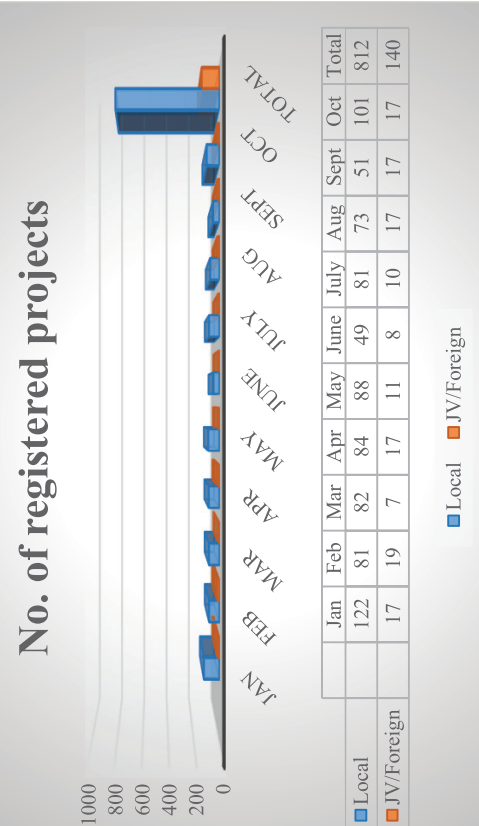 No. of registered projects
1000
800
600
400
200
0
JAN
FEB
MAR
APR
MAY
JUNE
JULY
AUG
SEPT
OCT
TOTAL
Jan Feb Mar Apr May June July Aug Sept Oct Total
Local 122 81 82 84 88 49 81 73 51 101 812
JV/Foreign 17 19 7 17 11 8 10 17 17 17 140
Local JV/Foreign